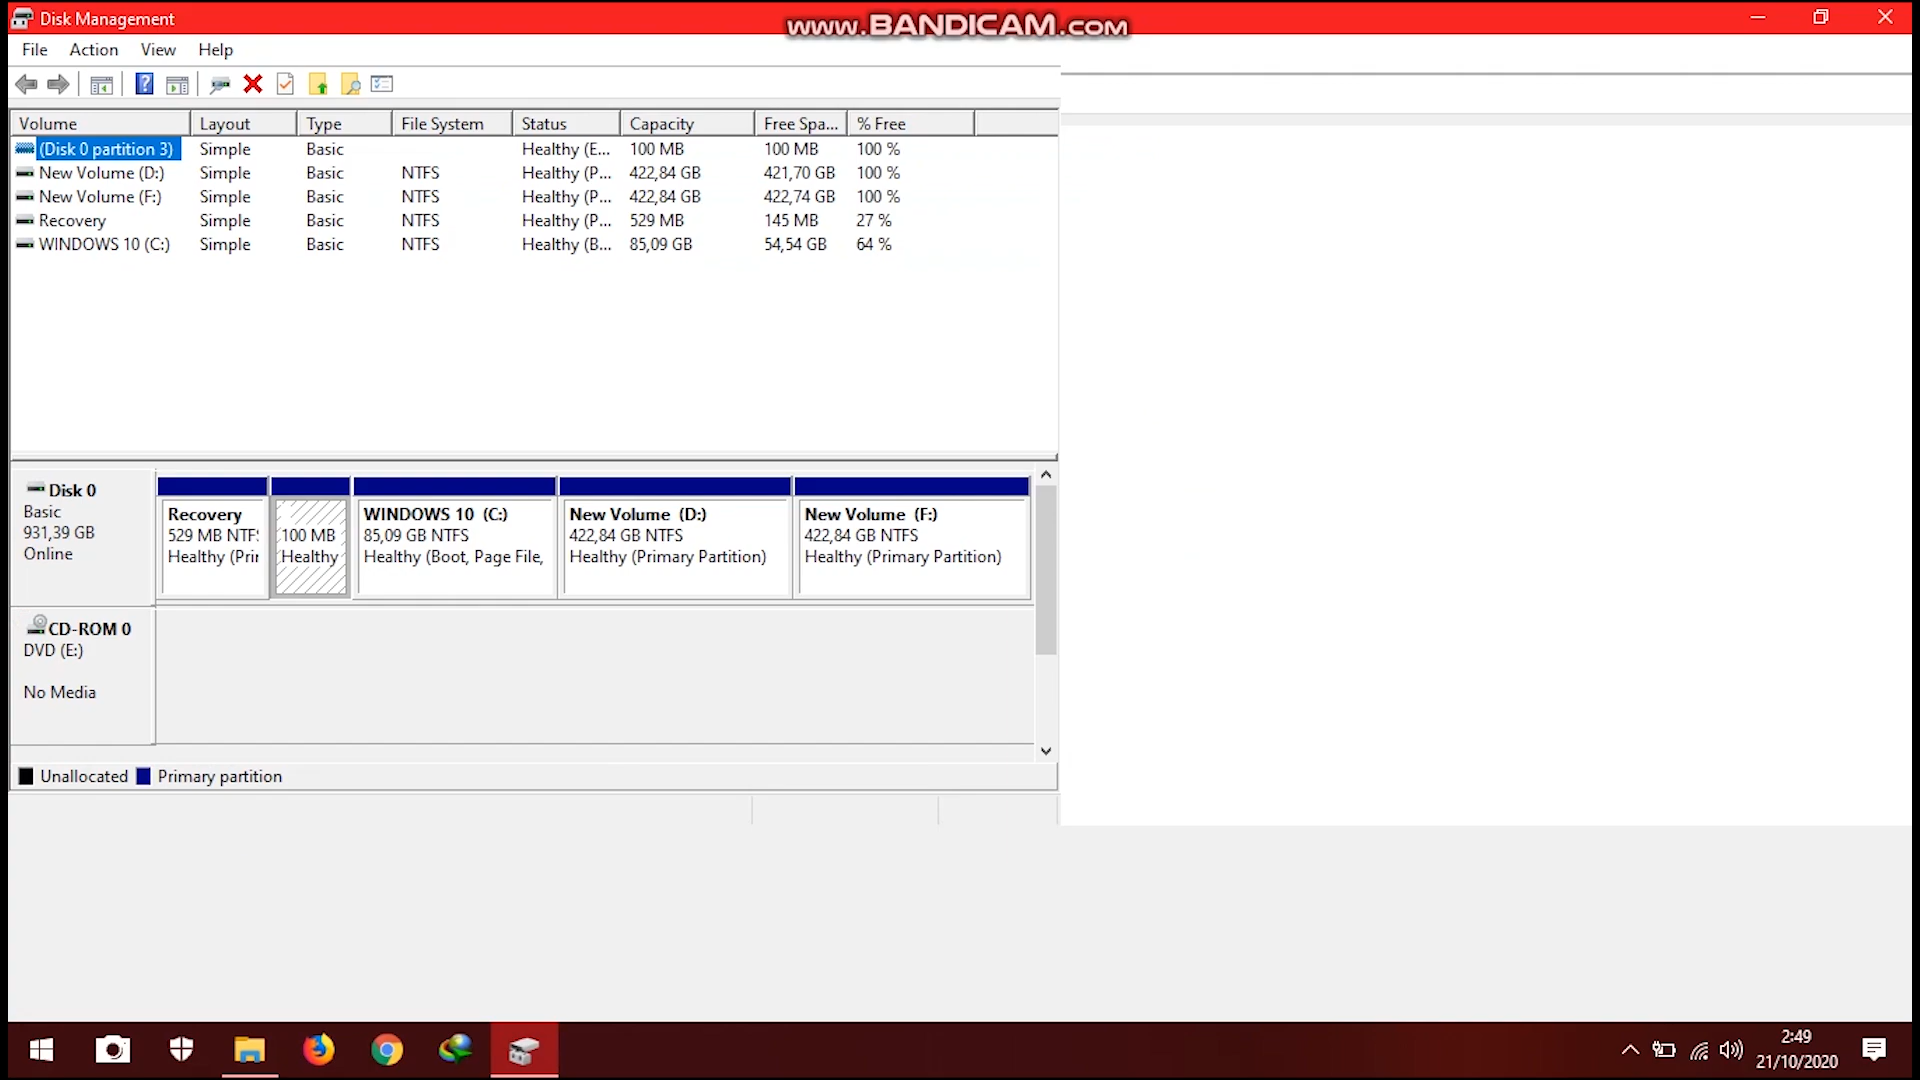 Disk Management
www.BANDICAM.com
File Action View Help
Volume Layout Type File System Status Capacity Free Spa... % Free
(Disk 0 partition 3) Simple Basic Healthy (E... 100 MB 100 MB 100 %
New Volume (D:) Simple Basic NTFS Healthy (P... 422,84 GB 421,70 GB 100 %
New Volume (F:) Simple Basic NTFS Healthy (P... 422,84 GB 422,74 GB 100 %
Recovery Simple Basic NTFS Healthy (P... 529 MB 145 MB 27 %
WINDOWS 10 (C:) Simple Basic NTFS Healthy (B... 85,09 GB 54,54 GB 64 %
Disk 0
Basic
931,39 GB
Online
Recovery
529 MB NTF
Healthy (Pri
100 MB
Healthy
WINDOWS 10 (C:)
85,09 GB NTFS
Healthy (Boot, Page File,
New Volume (D:)
422,84 GB NTFS
Healthy (Primary Partition)
New Volume (F:)
422,84 GB NTFS
Healthy (Primary Partition)
CD-ROM 0
DVD (E:)
No Media
Unallocated Primary partition
2:49
21/10/2020